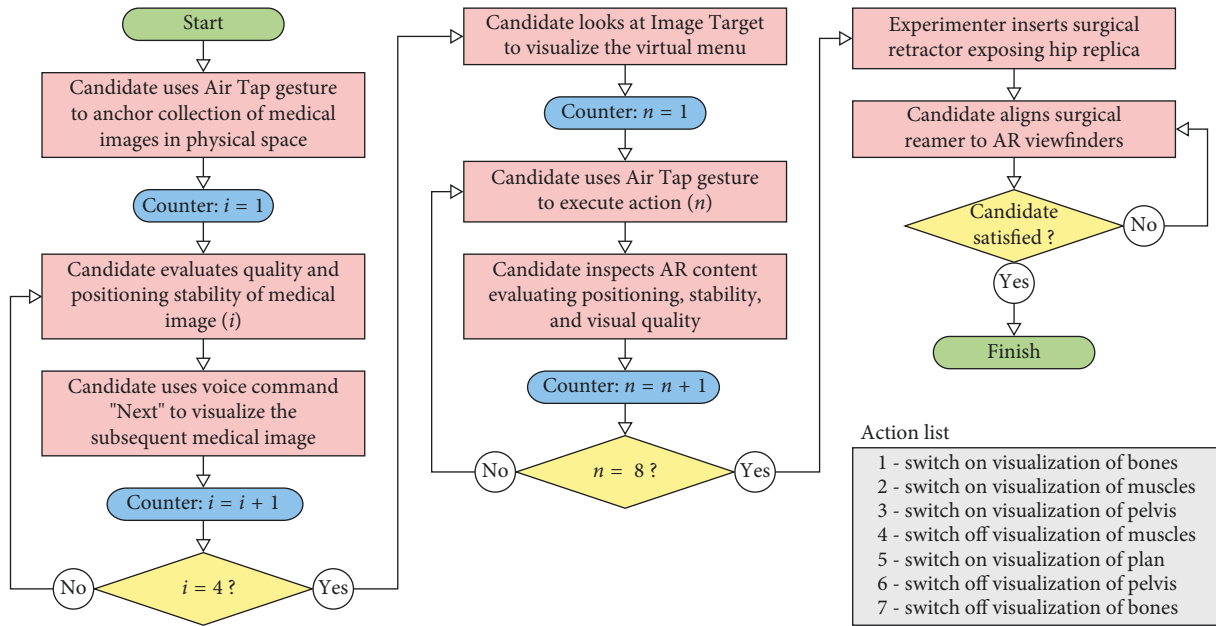 Start
Candidate uses Air Tap gesture
to anchor collection of medical
images in physical space
Counter: i = 1
Candidate evaluates quality and
positioning stability of medical
image (i)
Candidate uses voice command
"Next" to visualize the
subsequent medical image
Counter: i = i + 1
No
i = 4 ?
Yes
Candidate looks at Image Target
to visualize the virtual menu
Counter: n = 1
Candidate uses Air Tap gesture
to execute action (n)
Candidate inspects AR content
evaluating positioning, stability,
and visual quality
Counter: n = n + 1
No
n = 8 ?
Yes
Experimenter inserts surgical
retractor exposing hip replica
Candidate aligns surgical
reamer to AR viewfinders
Candidate
satisfied ?
No
Yes
Finish
Action list
1 - switch on visualization of bones
2 - switch on visualization of muscles
3 - switch on visualization of pelvis
4 - switch off visualization of muscles
5 - switch on visualization of plan
6 - switch off visualization of pelvis
7 - switch off visualization of bones